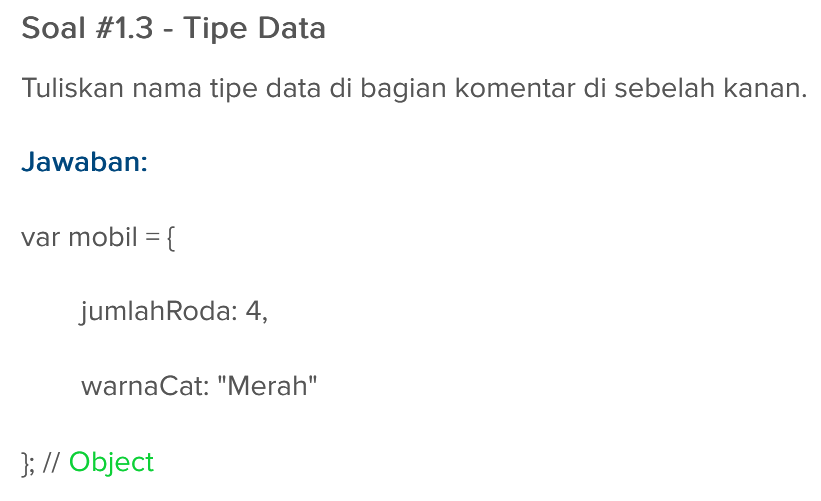 Soal #1.3 - Tipe Data
Tuliskan nama tipe data di bagian komentar di sebelah kanan.
Jawaban:
var mobil = {
jumlahRoda: 4,
warnaCat: "Merah"
}; // Object